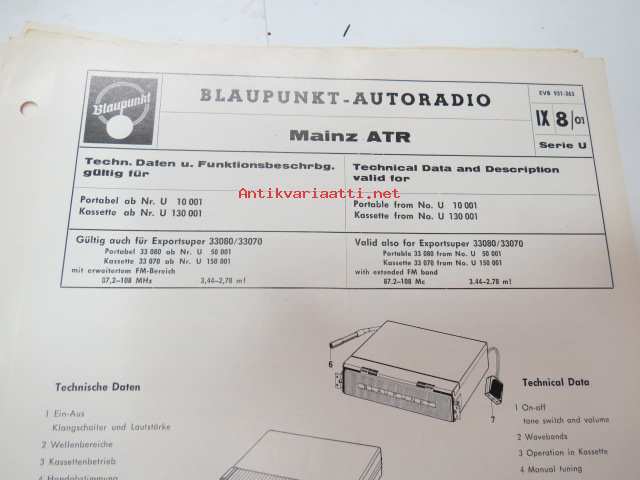 Blaupunkt
BLAUPUNKT-AUTORADIO
Mainz ATR
EVB 951-363
IX 8/01
Serie U
Techn. Daten u. Funktionsbeschrbg.
gültig für
Portabel ab Nr. U 10 001
Kassette ab Nr. U 130 001
Technical Data and Description
valid for
Portable from No. U 10 001
Kassette from No. U 130 001
Antikvariaatti.net
Gültig auch für Exportsuper 33080/33070
Portabel 33 080 ab Nr. U 50 001
Kassette 33 070 ab Nr. U 150 001
mit erweitertem FM-Bereich
87,2-108 MHz 3,44-2,78 m!
Valid also for Exportsuper 33080/33070
Portable 33 080 from No. U 50 001
Kassette 33 070 from No. U 150 001
with extended FM band
87.2-108 Mc 3.44-2.78 m!
6
7
Technische Daten
1 Ein-Aus
Klangschalter und Lautstärke
2 Wellenbereiche
3 Kassettenbetrieb
4 Handabstimmung
Technical Data
1 On-off
tone switch and volume
2 Wavebands
3 Operation in Kassette
4 Manual tuning